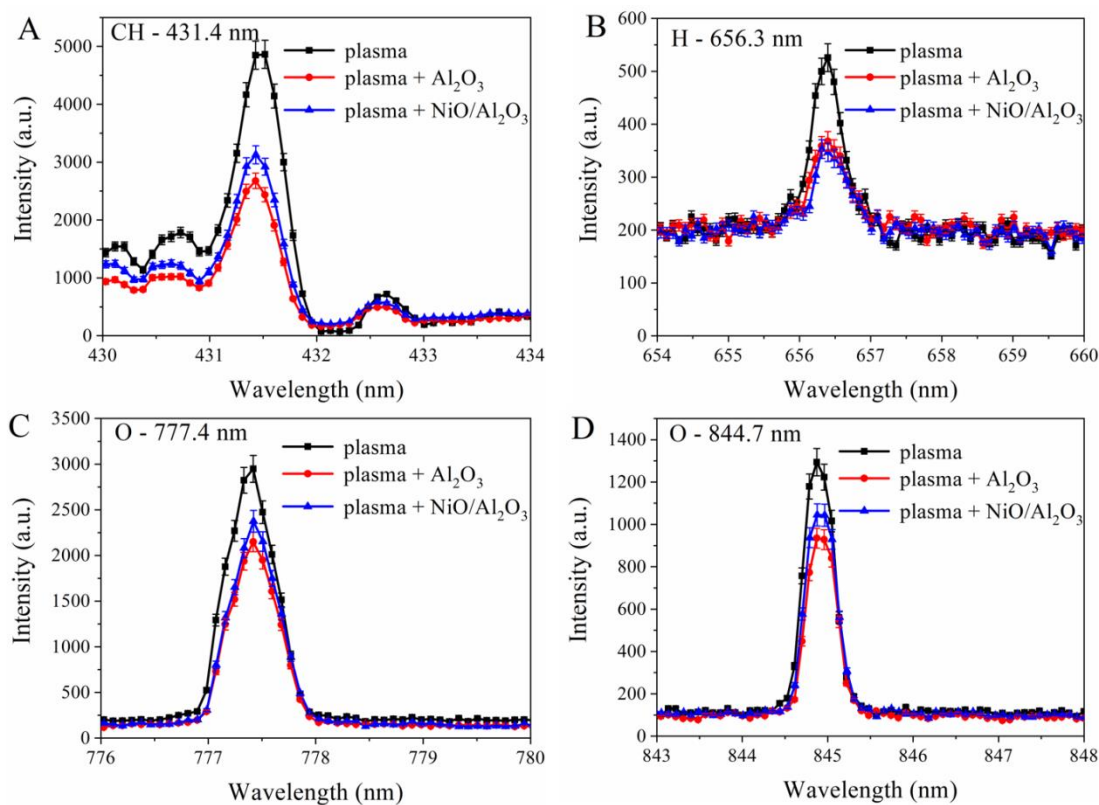 A
CH - 431.4 nm
plasma
plasma + Al₂O₃
plasma + NiO/Al₂O₃
5000
4000
3000
2000
1000
0
Intensity (a.u.)
430 431 432 433 434
Wavelength (nm)
B
H - 656.3 nm
plasma
plasma + Al₂O₃
plasma + NiO/Al₂O₃
600
500
400
300
200
100
0
Intensity (a.u.)
654 655 656 657 658 659 660
Wavelength (nm)
C
O - 777.4 nm
plasma
plasma + Al₂O₃
plasma + NiO/Al₂O₃
3500
3000
2500
2000
1500
1000
500
0
Intensity (a.u.)
776 777 778 779 780
Wavelength (nm)
D
O - 844.7 nm
plasma
plasma + Al₂O₃
plasma + NiO/Al₂O₃
1400
1200
1000
800
600
400
200
0
Intensity (a.u.)
843 844 845 846 847 848
Wavelength (nm)